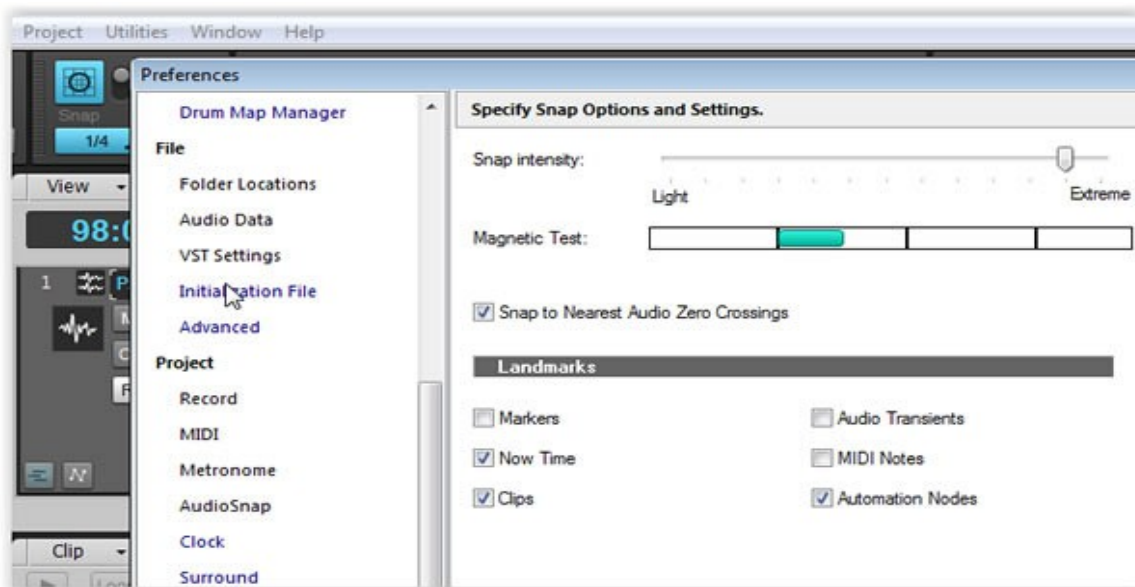 Project Utilities Window Help
Preferences
Snap
1/4
View
98:0
1
Drum Map Manager
File
Folder Locations
Audio Data
VST Settings
Initialization File
Advanced
Project
Record
MIDI
Metronome
AudioSnap
Clock
Surround
Clip
Specify Snap Options and Settings.
Snap intensity:
Light Extreme
Magnetic Test:
Snap to Nearest Audio Zero Crossings
Landmarks
Markers Audio Transients
Now Time MIDI Notes
Clips Automation Nodes